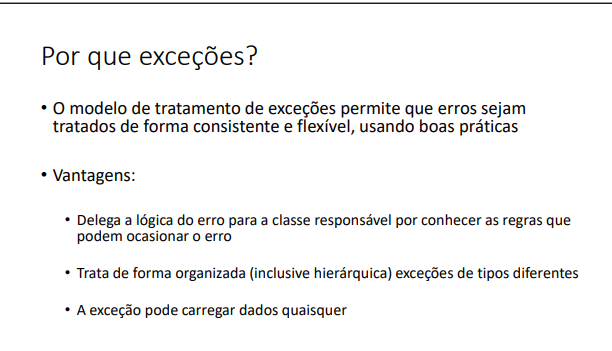 Por que exceções?
• O modelo de tratamento de exceções permite que erros sejam
tratados de forma consistente e flexível, usando boas práticas
• Vantagens:
• Delega a lógica do erro para a classe responsável por conhecer as regras que
podem ocasionar o erro
• Trata de forma organizada (inclusive hierárquica) exceções de tipos diferentes
• A exceção pode carregar dados quaisquer